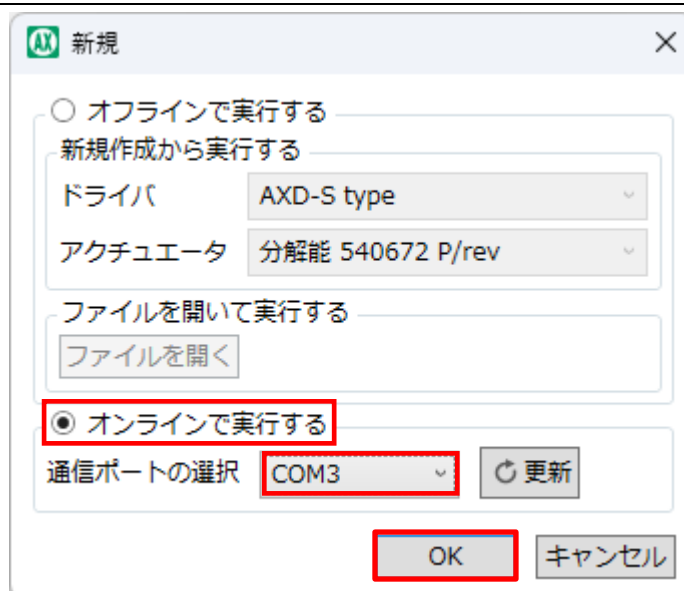 AX 新規
オフラインで実行する
新規作成から実行する
ドライバ AXD-S type
アクチュエータ 分解能 540672 P/rev
ファイルを開いて実行する
ファイルを開く
オンラインで実行する
通信ポートの選択 COM3 更新
OK キャンセル